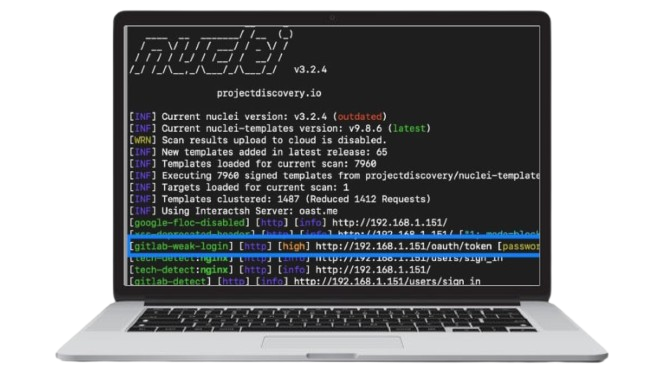 nuclei
v3.2.4
projectdiscovery.io
[INF] Current nuclei version: v3.2.4 (outdated)
[INF] Current nuclei-templates version: v9.8.6 (latest)
[WRN] Scan results upload to cloud is disabled.
[INF] New templates added in latest release: 65
[INF] Templates loaded for current scan: 7960
[INF] Executing 7960 signed templates from projectdiscovery/nuclei-template
[INF] Targets loaded for current scan: 1
[INF] Templates clustered: 1487 (Reduced 1412 Requests)
[INF] Using Interactsh Server: oast.me
[google-floc-disabled] [http] [info] http://192.168.1.151/
[http] [info] http://192.168.1.151/
[gitlab-weak-login] [http] [high] http://192.168.1.151/oauth/token [passwor
[tech-detect:nginx] [http] [info] http://192.168.1.151/users/sign_in
[tech-detect:nginx] [http] [info] http://192.168.1.151/
[gitlab-detect] [http] [info] http://192.168.1.151/users/sign_in